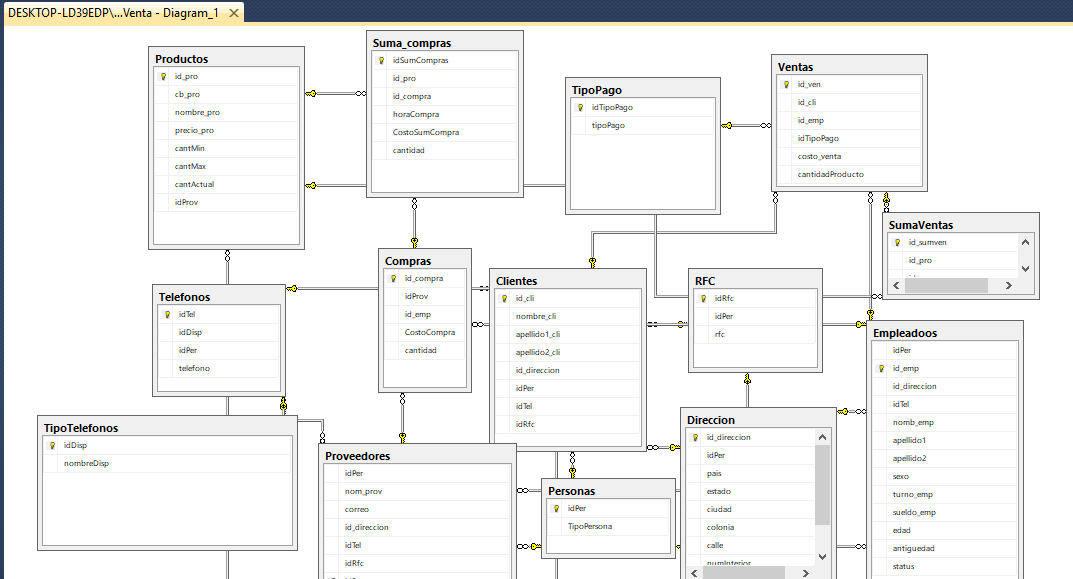 DESKTOP-LD39EDP\...Venta - Diagram_1
Productos
id_pro
cb_pro
nombre_pro
precio_pro
cantMin
cantMax
cantActual
idProv
Suma_compras
idSumCompras
id_pro
id_compra
horaCompra
CostoSumCompra
cantidad
TipoPago
idTipoPago
tipoPago
Ventas
id_ven
id_cli
id_emp
idTipoPago
costo_venta
cantidadProducto
SumaVentas
id_sumven
id_pro
Telefonos
idTel
idDisp
idPer
telefono
Compras
id_compra
idProv
id_emp
CostoCompra
cantidad
Clientes
id_cli
nombre_cli
apellido1_cli
apellido2_cli
id_direccion
idPer
idTel
idRfc
RFC
idRfc
idPer
rfc
Empleadoos
idPer
id_emp
id_direccion
idTel
nomb_emp
apellido1
apellido2
sexo
turno_emp
sueldo_emp
edad
antiguedad
status
TipoTelefonos
idDisp
nombreDisp
Proveedores
idPer
nom_prov
correo
id_direccion
idTel
idRfc
Personas
idPer
TipoPersona
Direccion
id_direccion
idPer
pais
estado
ciudad
colonia
calle
numInterior